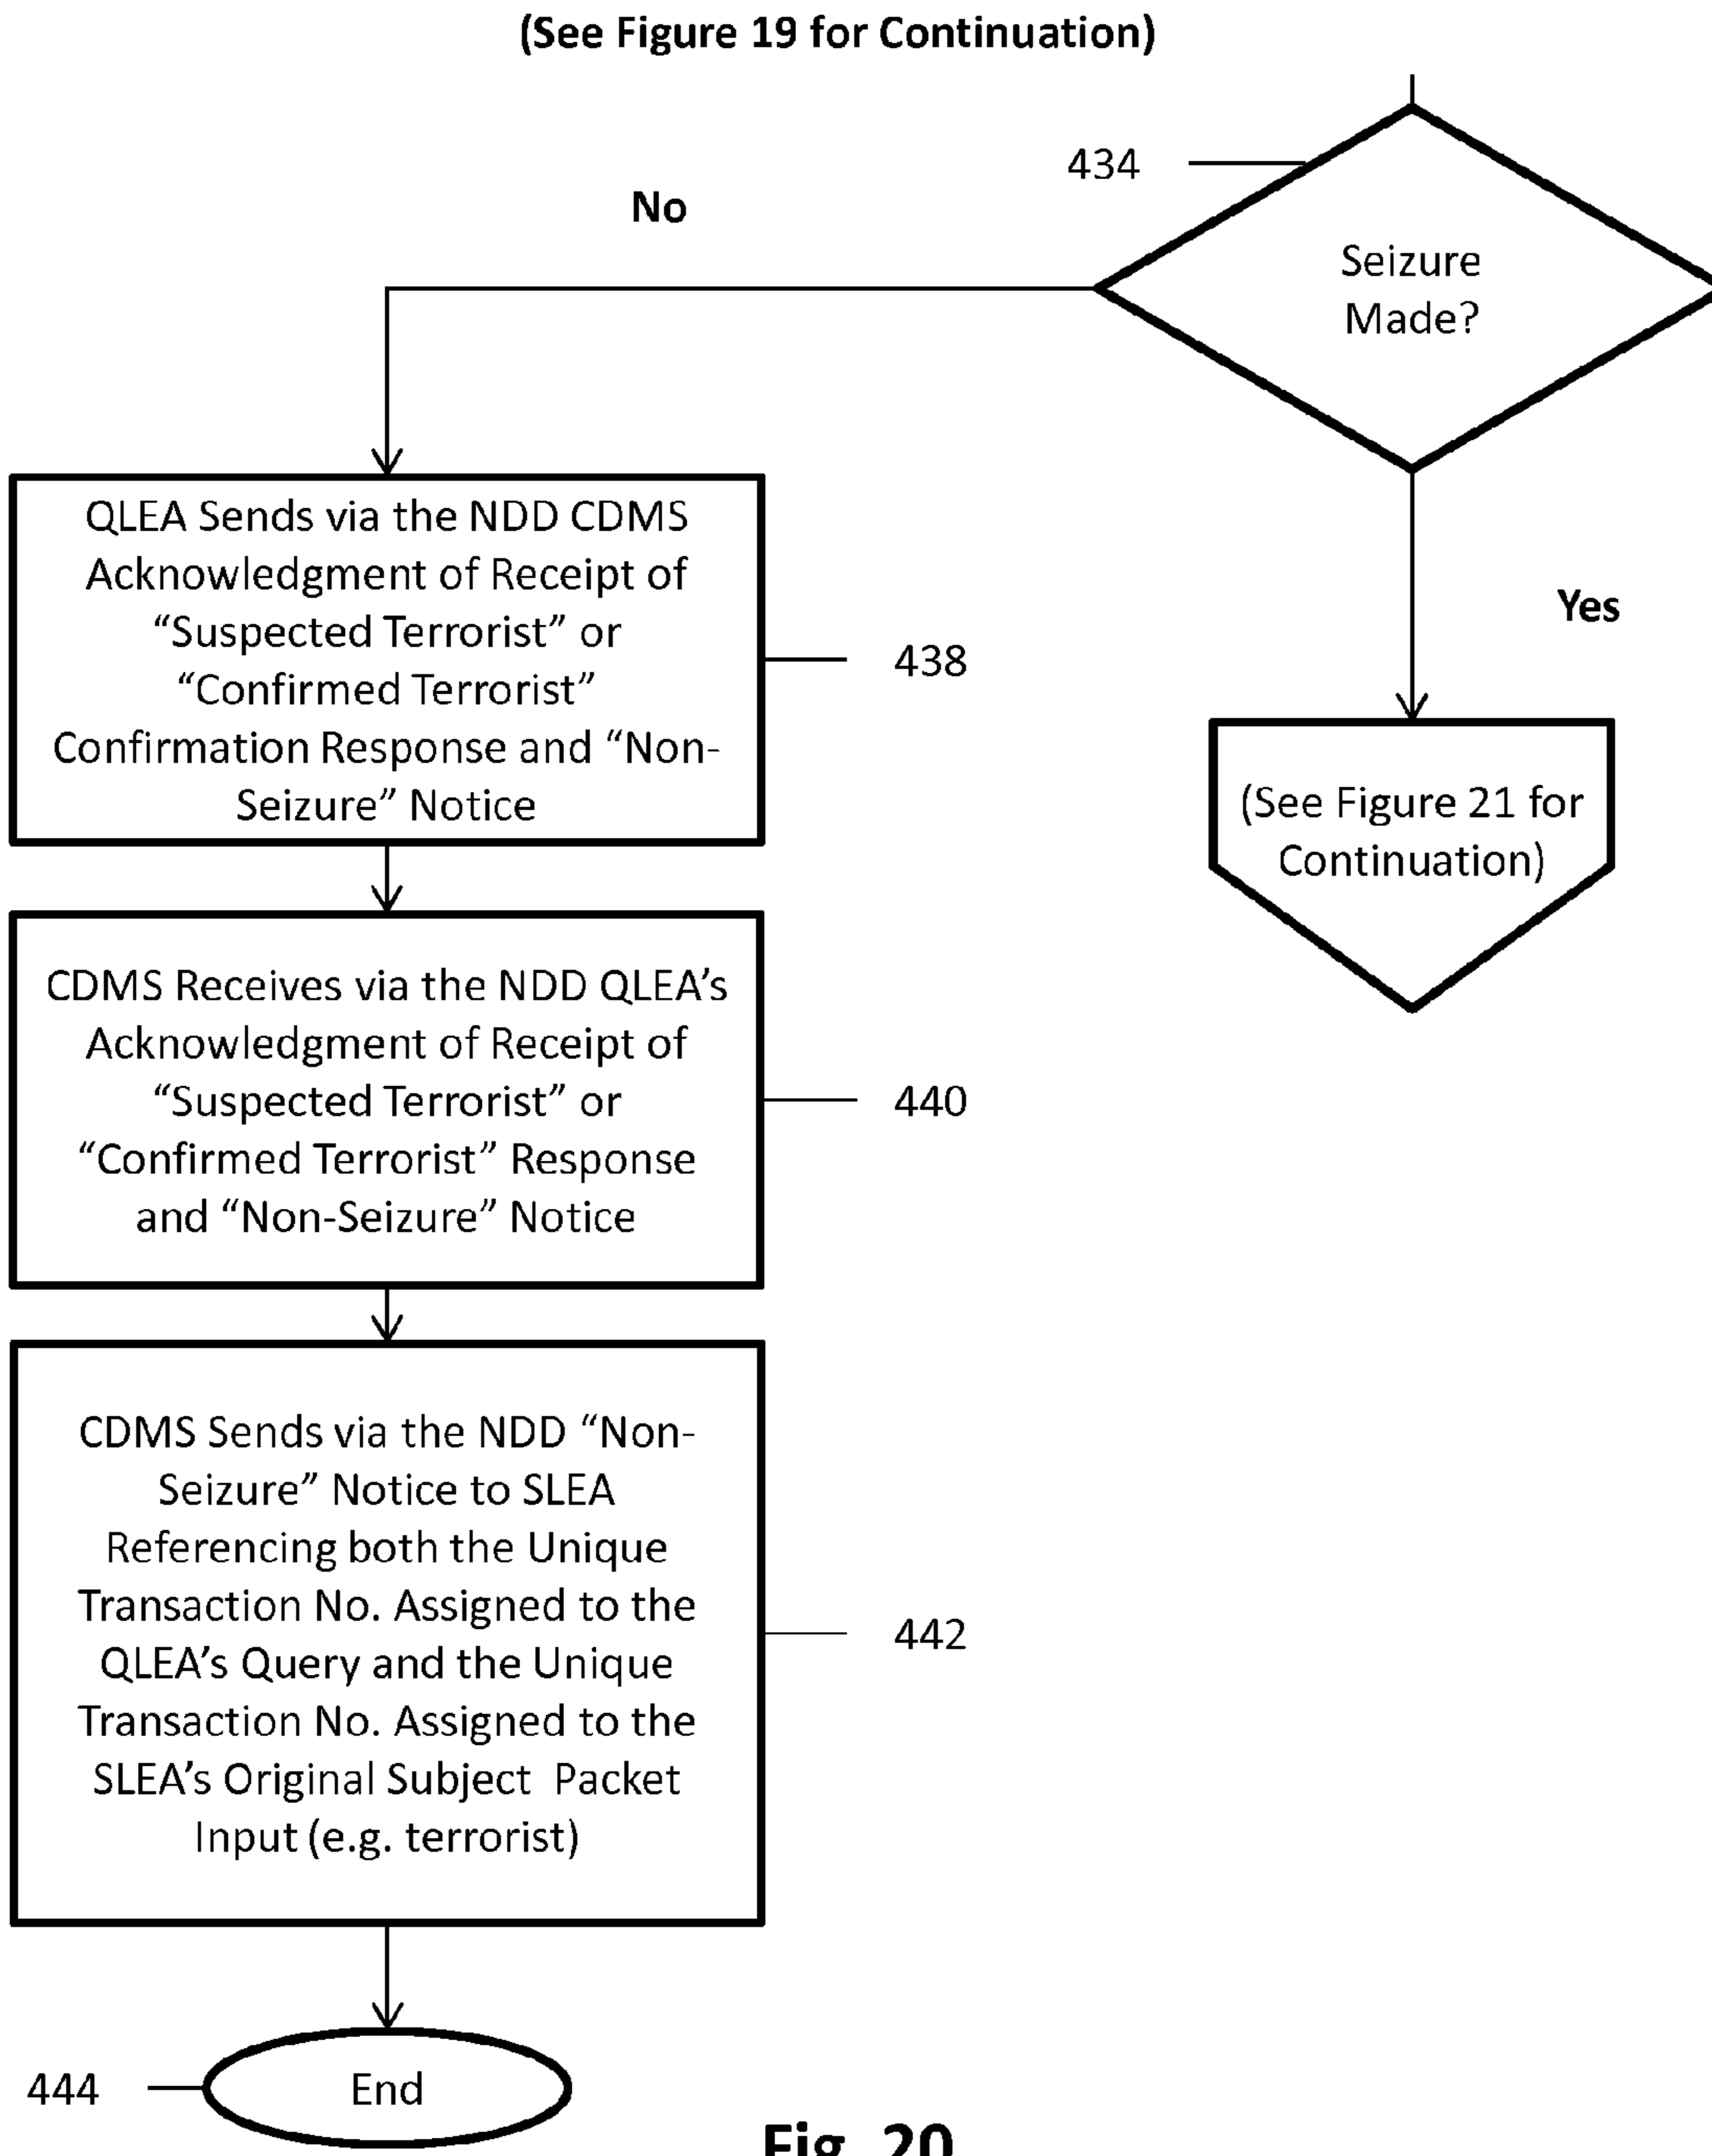 (See Figure 19 for Continuation)
434
No
Seizure
Made?
Yes
QLEA Sends via the NDD CDMS
Acknowledgment of Receipt of
“Suspected Terrorist” or
“Confirmed Terrorist”
Confirmation Response and “Non-
Seizure” Notice
438
(See Figure 21 for
Continuation)
CDMS Receives via the NDD QLEA’s
Acknowledgment of Receipt of
“Suspected Terrorist” or
“Confirmed Terrorist” Response
and “Non-Seizure” Notice
440
CDMS Sends via the NDD “Non-
Seizure” Notice to SLEA
Referencing both the Unique
Transaction No. Assigned to the
QLEA’s Query and the Unique
Transaction No. Assigned to the
SLEA’s Original Subject Packet
Input (e.g. terrorist)
442
444
End
Fig. 20